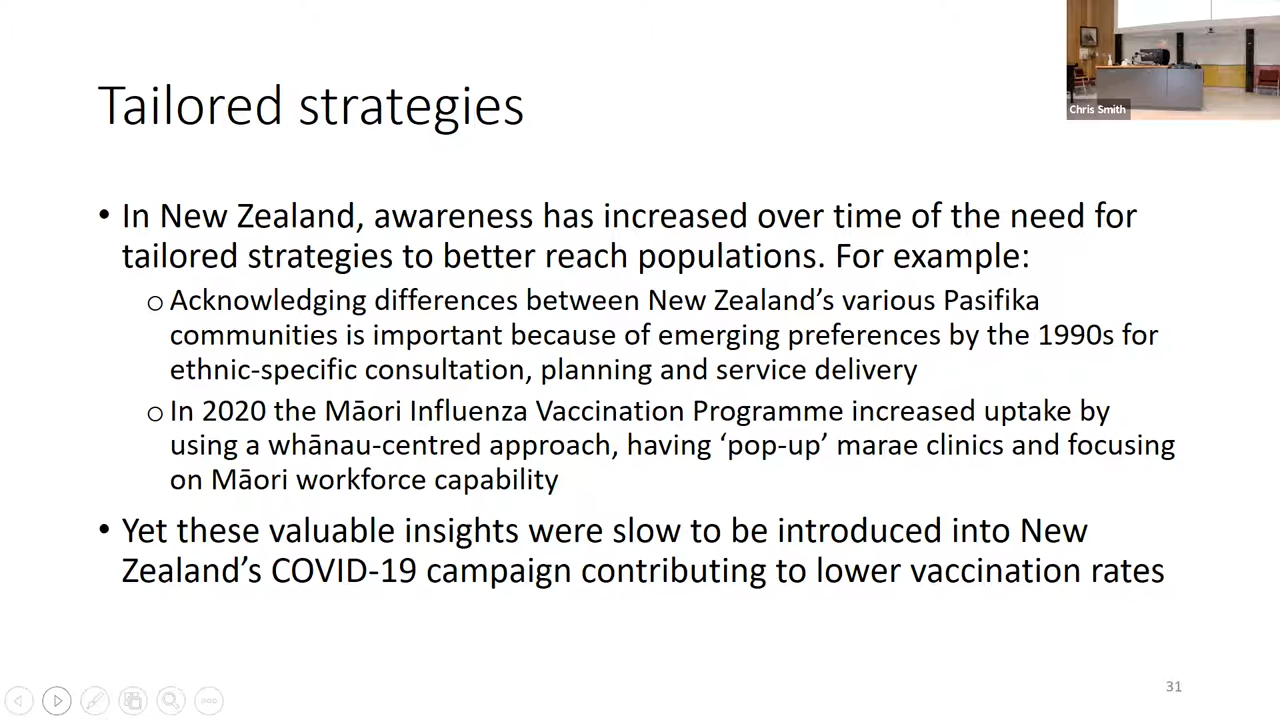 Chris Smith
Tailored strategies
• In New Zealand, awareness has increased over time of the need for
tailored strategies to better reach populations. For example:
o Acknowledging differences between New Zealand’s various Pasifika
communities is important because of emerging preferences by the 1990s for
ethnic-specific consultation, planning and service delivery
o In 2020 the Māori Influenza Vaccination Programme increased uptake by
using a whānau-centred approach, having ‘pop-up’ marae clinics and focusing
on Māori workforce capability
• Yet these valuable insights were slow to be introduced into New
Zealand’s COVID-19 campaign contributing to lower vaccination rates
31